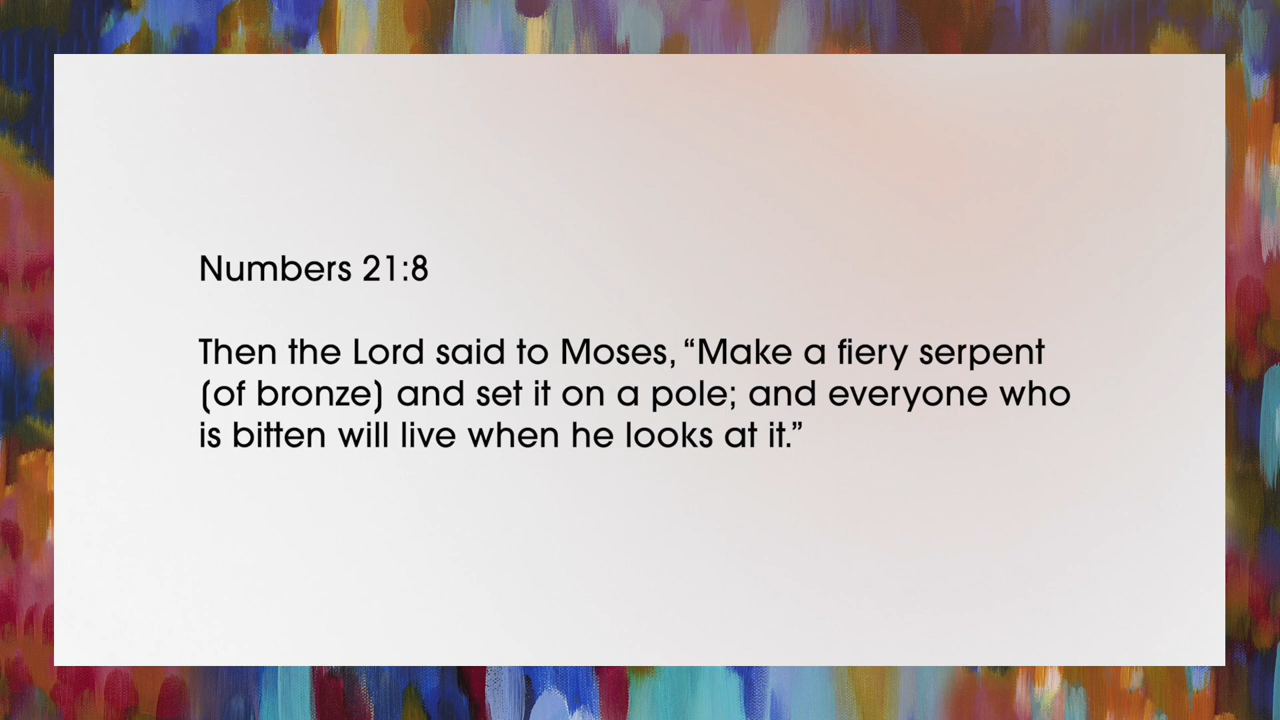 Numbers 21:8
Then the Lord said to Moses, “Make a fiery serpent
(of bronze) and set it on a pole; and everyone who
is bitten will live when he looks at it.”